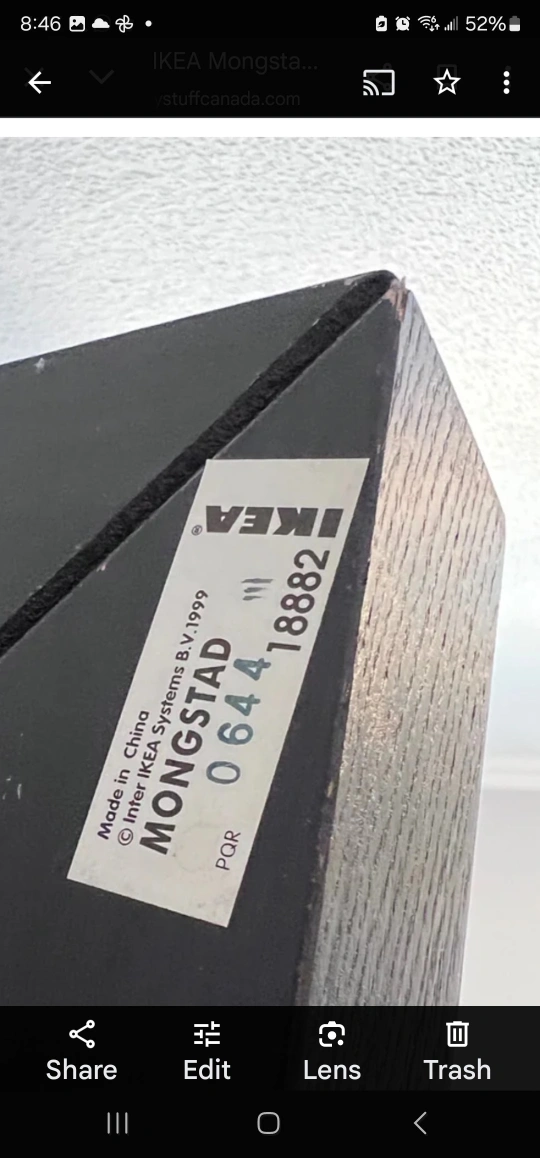 8:46
52%
IKEA Mongsta...
ystuffcanada.com
IKEA®
18882
0644
MONGSTAD
© Inter IKEA Systems B.V.1999
Made in China
PQR
Share
Edit
Lens
Trash